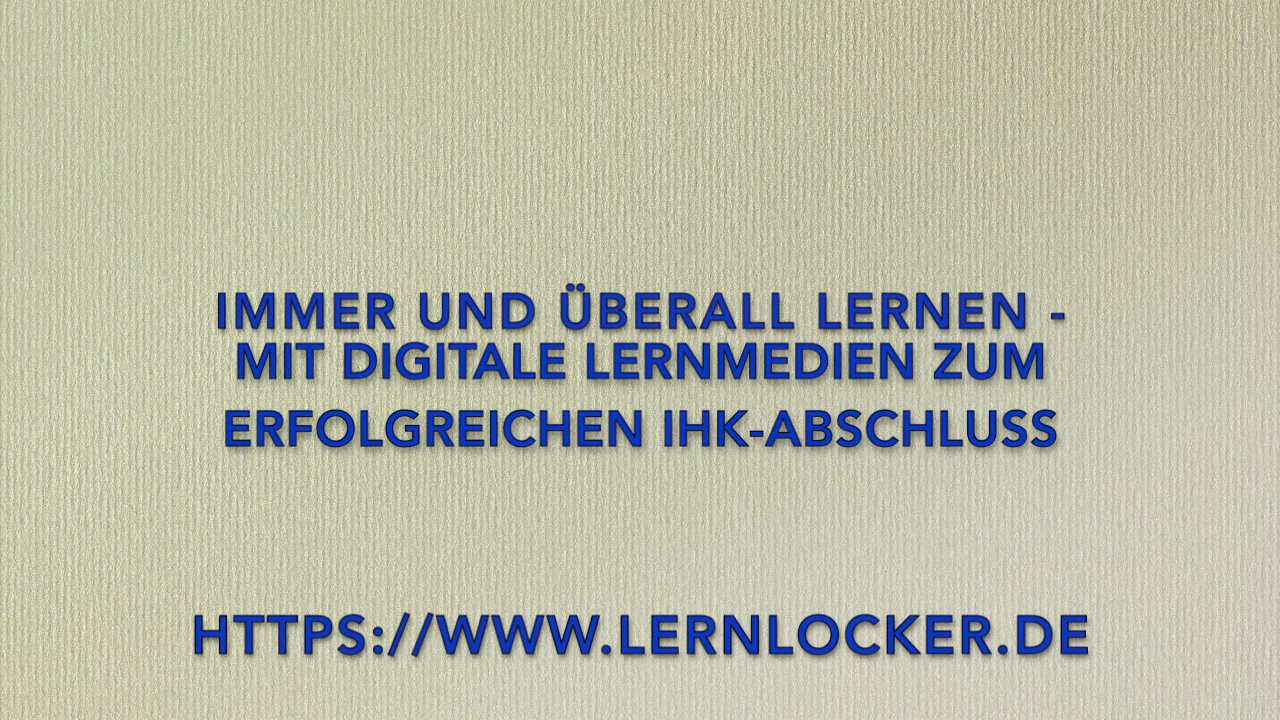 IMMER UND ÜBERALL LERNEN -
MIT DIGITALE LERNMEDIEN ZUM
ERFOLGREICHEN IHK-ABSCHLUSS
HTTPS://WWW.LERNLOCKER.DE